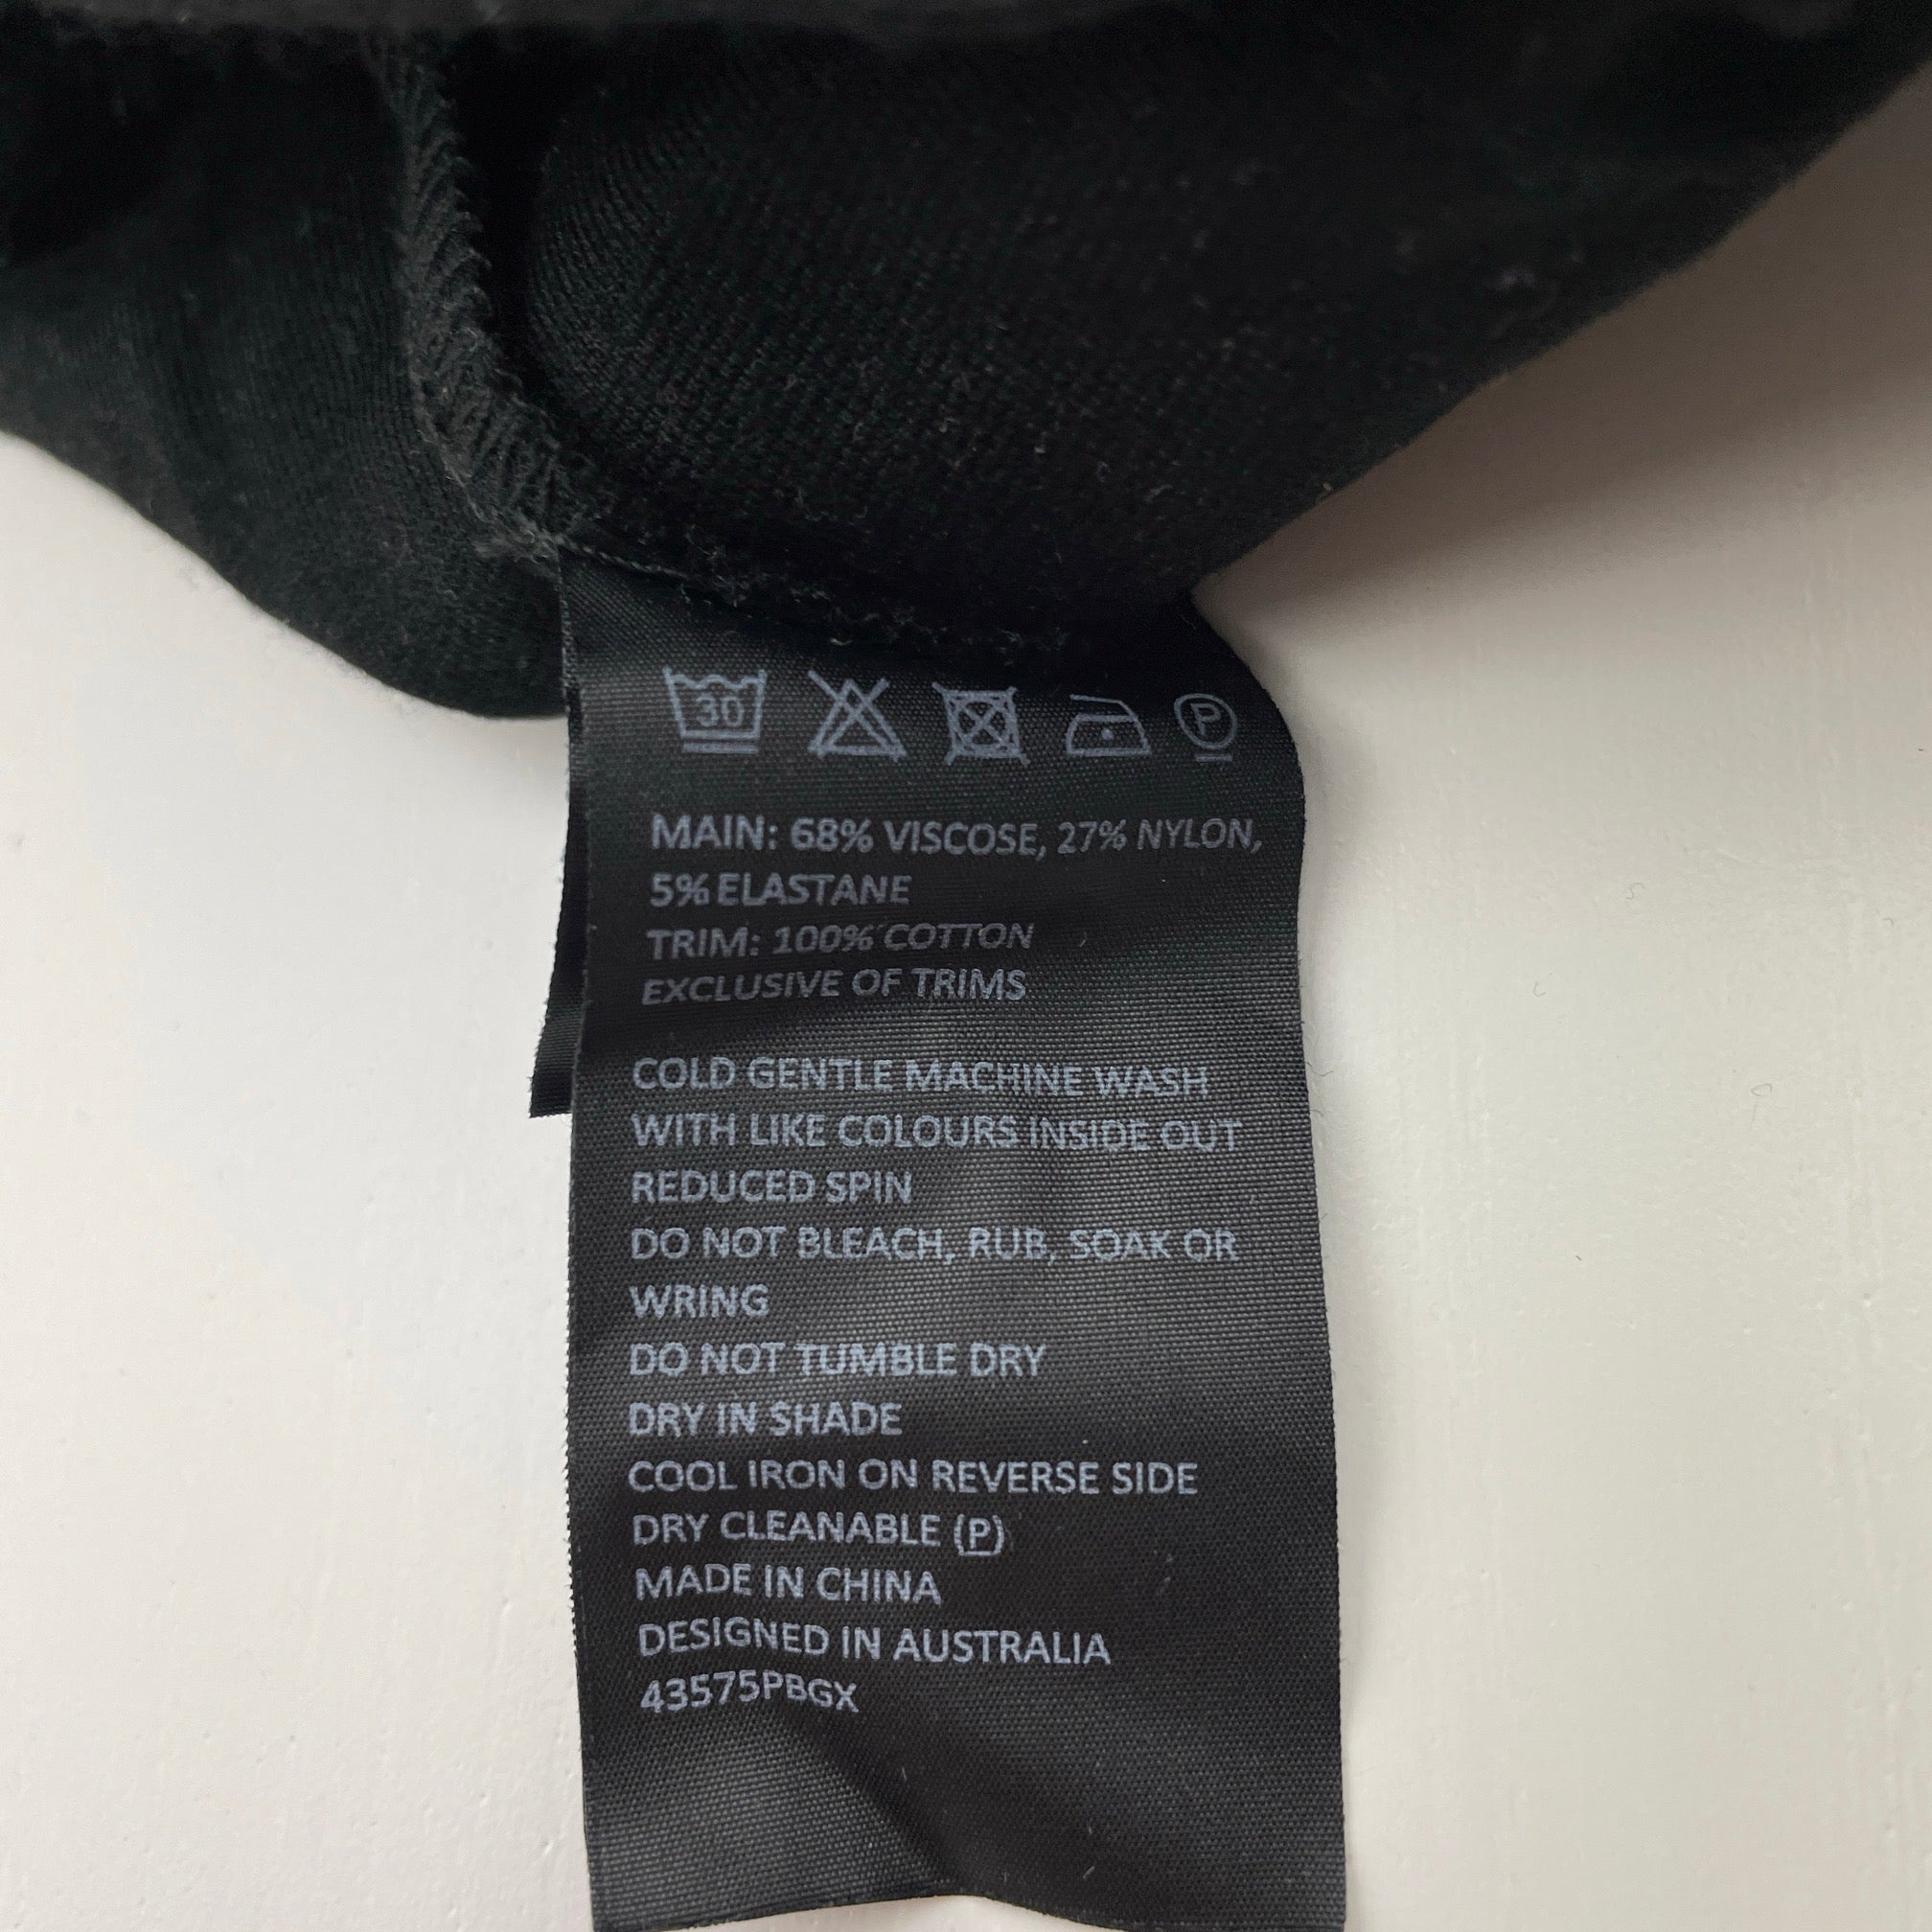 30 P
MAIN: 68% VISCOSE, 27% NYLON,
5% ELASTANE
TRIM: 100% COTTON
EXCLUSIVE OF TRIMS
COLD GENTLE MACHINE WASH
WITH LIKE COLOURS INSIDE OUT
REDUCED SPIN
DO NOT BLEACH, RUB, SOAK OR
WRING
DO NOT TUMBLE DRY
DRY IN SHADE
COOL IRON ON REVERSE SIDE
DRY CLEANABLE (P)
MADE IN CHINA
DESIGNED IN AUSTRALIA
43575PBGX